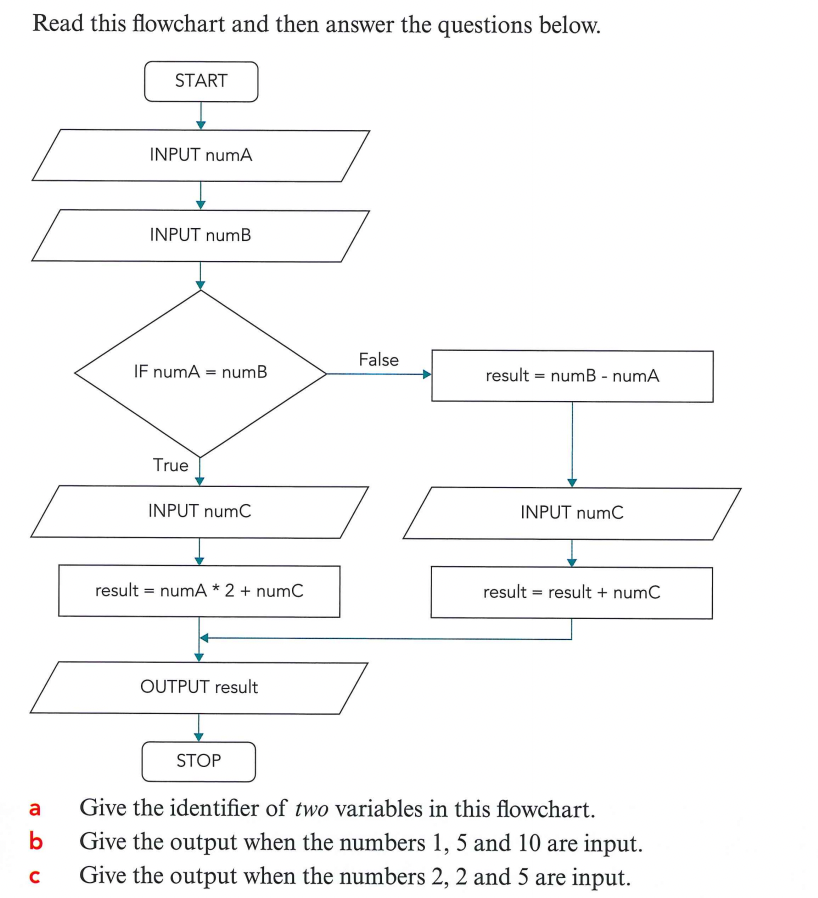 Read this flowchart and then answer the questions below.
START
INPUT numA
INPUT numB
IF numA = numB
False
result = numB - numA
True
INPUT numC
INPUT numC
result = numA * 2 + numC
result = result + numC
OUTPUT result
STOP
a Give the identifier of two variables in this flowchart.
b Give the output when the numbers 1, 5 and 10 are input.
c Give the output when the numbers 2, 2 and 5 are input.